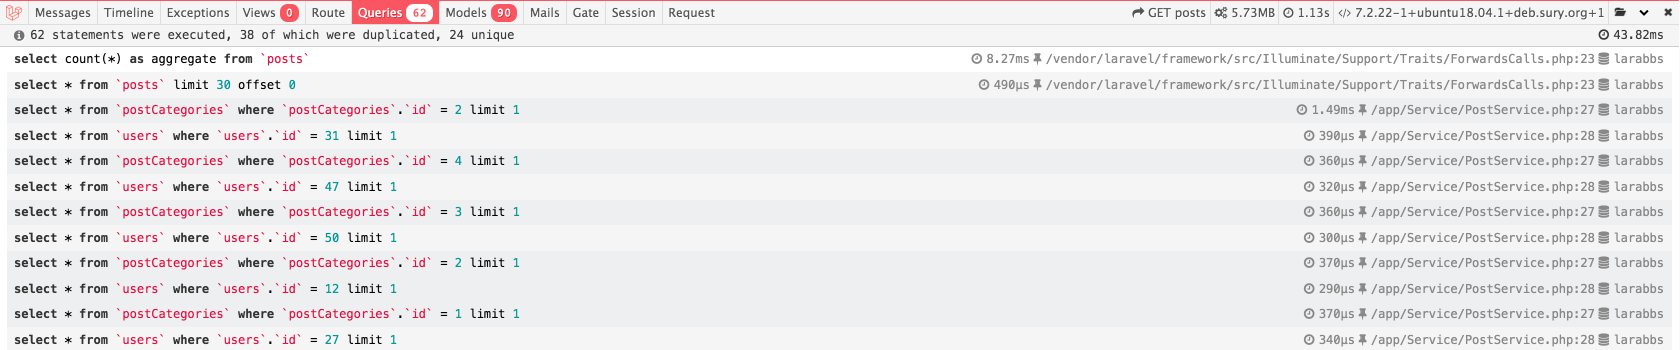 Messages Timeline Exceptions Views 0 Route Queries 62 Models 90 Mails Gate Session Request GET posts 5.73MB 1.13s 7.2.22-1+ubuntu18.04.1+deb.sury.org+1
62 statements were executed, 38 of which were duplicated, 24 unique 43.82ms
select count(*) as aggregate from `posts` 8.27ms /vendor/laravel/framework/src/Illuminate/Support/Traits/ForwardsCalls.php:23 larabbs
select * from `posts` limit 30 offset 0 490μs /vendor/laravel/framework/src/Illuminate/Support/Traits/ForwardsCalls.php:23 larabbs
select * from `postCategories` where `postCategories`.`id` = 2 limit 1 1.49ms /app/Service/PostService.php:27 larabbs
select * from `users` where `users`.`id` = 31 limit 1 390μs /app/Service/PostService.php:28 larabbs
select * from `postCategories` where `postCategories`.`id` = 4 limit 1 360μs /app/Service/PostService.php:27 larabbs
select * from `users` where `users`.`id` = 47 limit 1 320μs /app/Service/PostService.php:28 larabbs
select * from `postCategories` where `postCategories`.`id` = 3 limit 1 360μs /app/Service/PostService.php:27 larabbs
select * from `users` where `users`.`id` = 50 limit 1 300μs /app/Service/PostService.php:28 larabbs
select * from `postCategories` where `postCategories`.`id` = 2 limit 1 370μs /app/Service/PostService.php:27 larabbs
select * from `users` where `users`.`id` = 12 limit 1 290μs /app/Service/PostService.php:28 larabbs
select * from `postCategories` where `postCategories`.`id` = 1 limit 1 370μs /app/Service/PostService.php:27 larabbs
select * from `users` where `users`.`id` = 27 limit 1 340μs /app/Service/PostService.php:28 larabbs